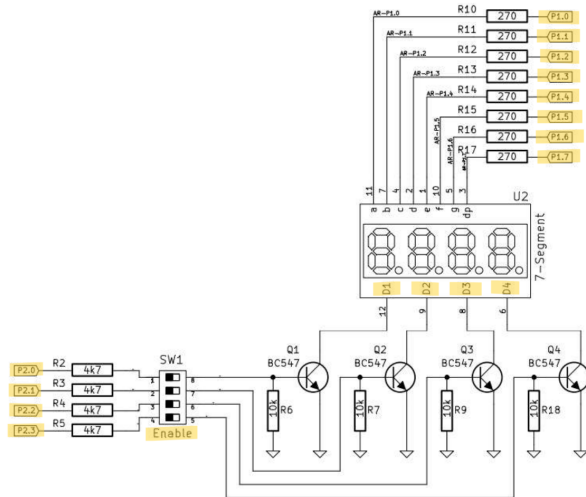 R10 270 P1.0
AR-P1.0
R11 270 P1.1
AR-P1.1
R12 270 P1.2
AR-P1.2
R13 270 P1.3
AR-P1.3
R14 270 P1.4
AR-P1.4
R15 270 P1.5
AR-P1.5
R16 270 P1.6
AR-P1.6
R17 270 P1.7
11 7 4 2 1 10 5 3
a b c d e f g dp
U2
7-Segment
D1 D2 D3 D4
12 9 8 6
Q1 Q2 Q3 Q4
BC547 BC547 BC547 BC547
SW1
P2.0 R2 4k7
P2.1 R3 4k7
P2.2 R4 4k7
P2.3 R5 4k7
1 8
2 7
3 6
4 5
Enable
10k R6
10k R7
10k R9
10k R18